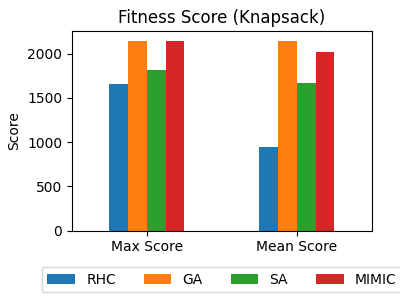 Fitness Score (Knapsack)
Score
2000
1500
1000
500
0
Max Score
Mean Score
RHC
GA
SA
MIMIC